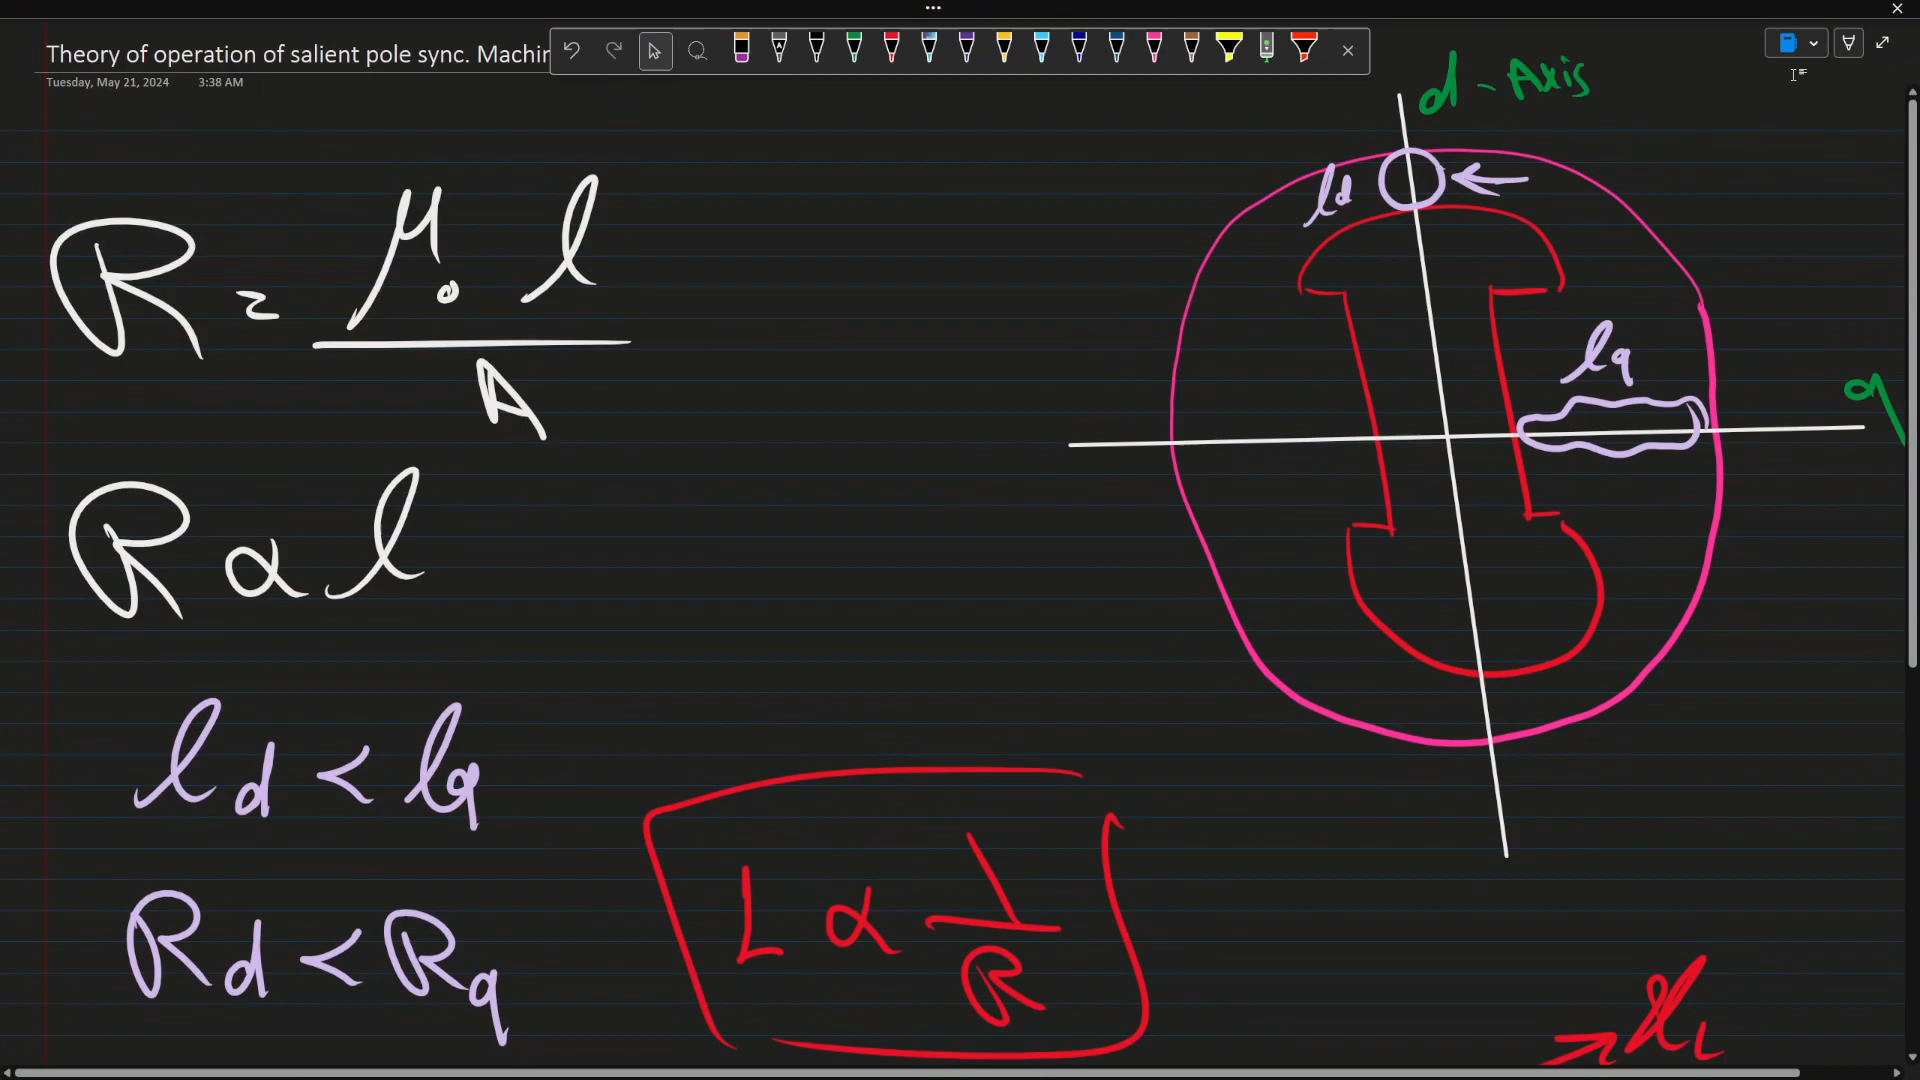 Theory of operation of salient pole sync. Machin
Tuesday, May 21, 2024 3:38 AM
d - Axis
ld
R = μ₀ l / A
lq
q
R α l
ld < lq
L α 1/R
Rd < Rq